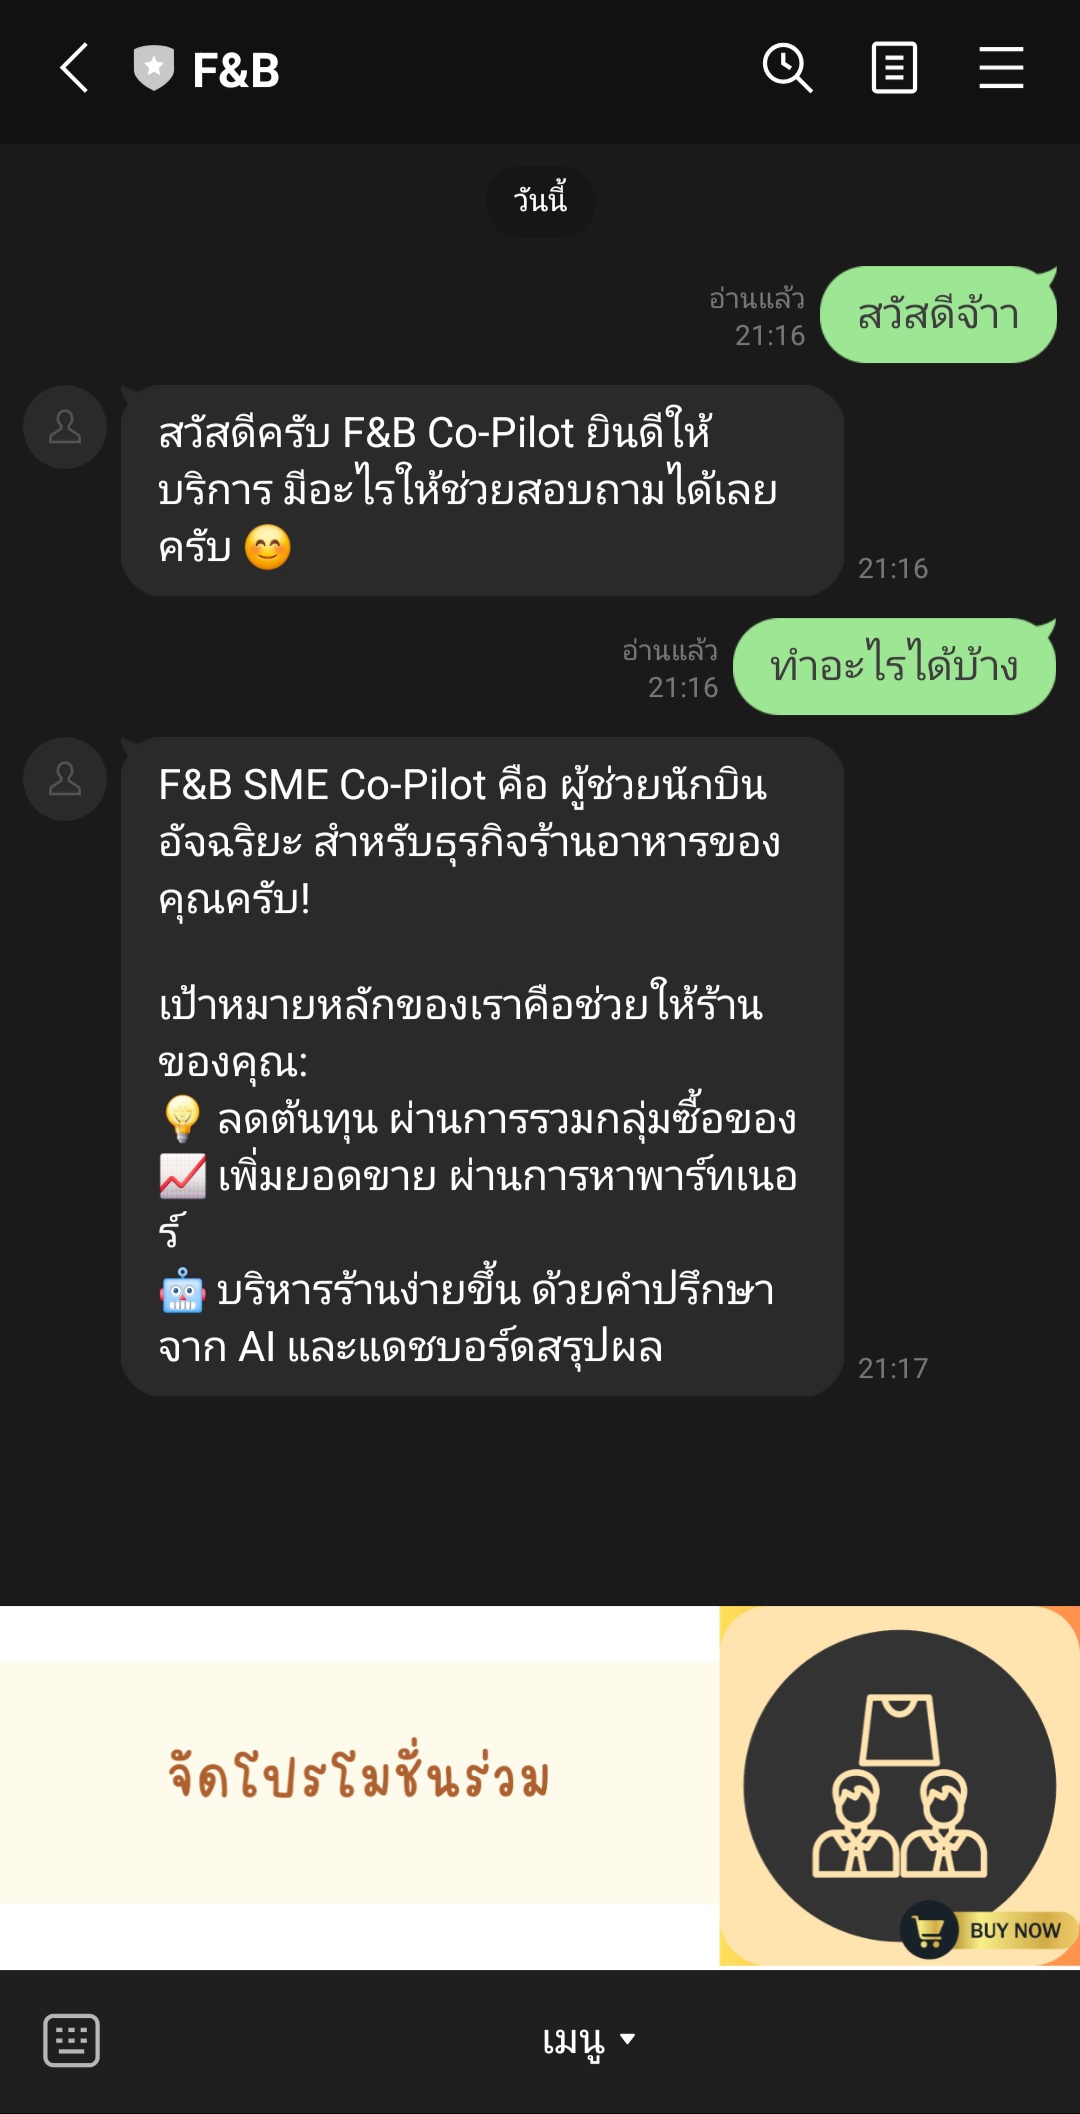 F&B
วันนี้
อ่านแล้ว
21:16
สวัสดีจ้าา
สวัสดีครับ F&B Co-Pilot ยินดีให้
บริการ มีอะไรให้ช่วยสอบถามได้เลย
ครับ 😊
21:16
อ่านแล้ว
21:16
ทำอะไรได้บ้าง
F&B SME Co-Pilot คือ ผู้ช่วยนักบิน
อัจฉริยะ สำหรับธุรกิจร้านอาหารของ
คุณครับ!
เป้าหมายหลักของเราคือช่วยให้ร้าน
ของคุณ:
💡 ลดต้นทุน ผ่านการรวมกลุ่มซื้อของ
📈 เพิ่มยอดขาย ผ่านการหาพาร์ทเนอ
ร์
🤖 บริหารร้านง่ายขึ้น ด้วยคำปรึกษา
จาก AI และแดชบอร์ดสรุปผล
21:17
จัดโปรโมชั่นร่วม
BUY NOW
เมนู